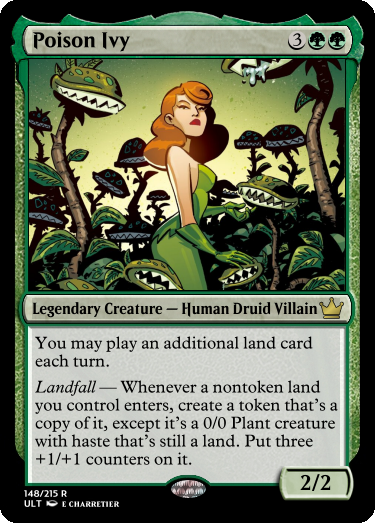 Poison Ivy 3
Legendary Creature — Human Druid Villain
You may play an additional land card
each turn.
Landfall — Whenever a nontoken land
you control enters, create a token that's a
copy of it, except it's a 0/0 Plant creature
with haste that's still a land. Put three
+1/+1 counters on it.
2/2
148/215 R
ULT E CHARRETIER